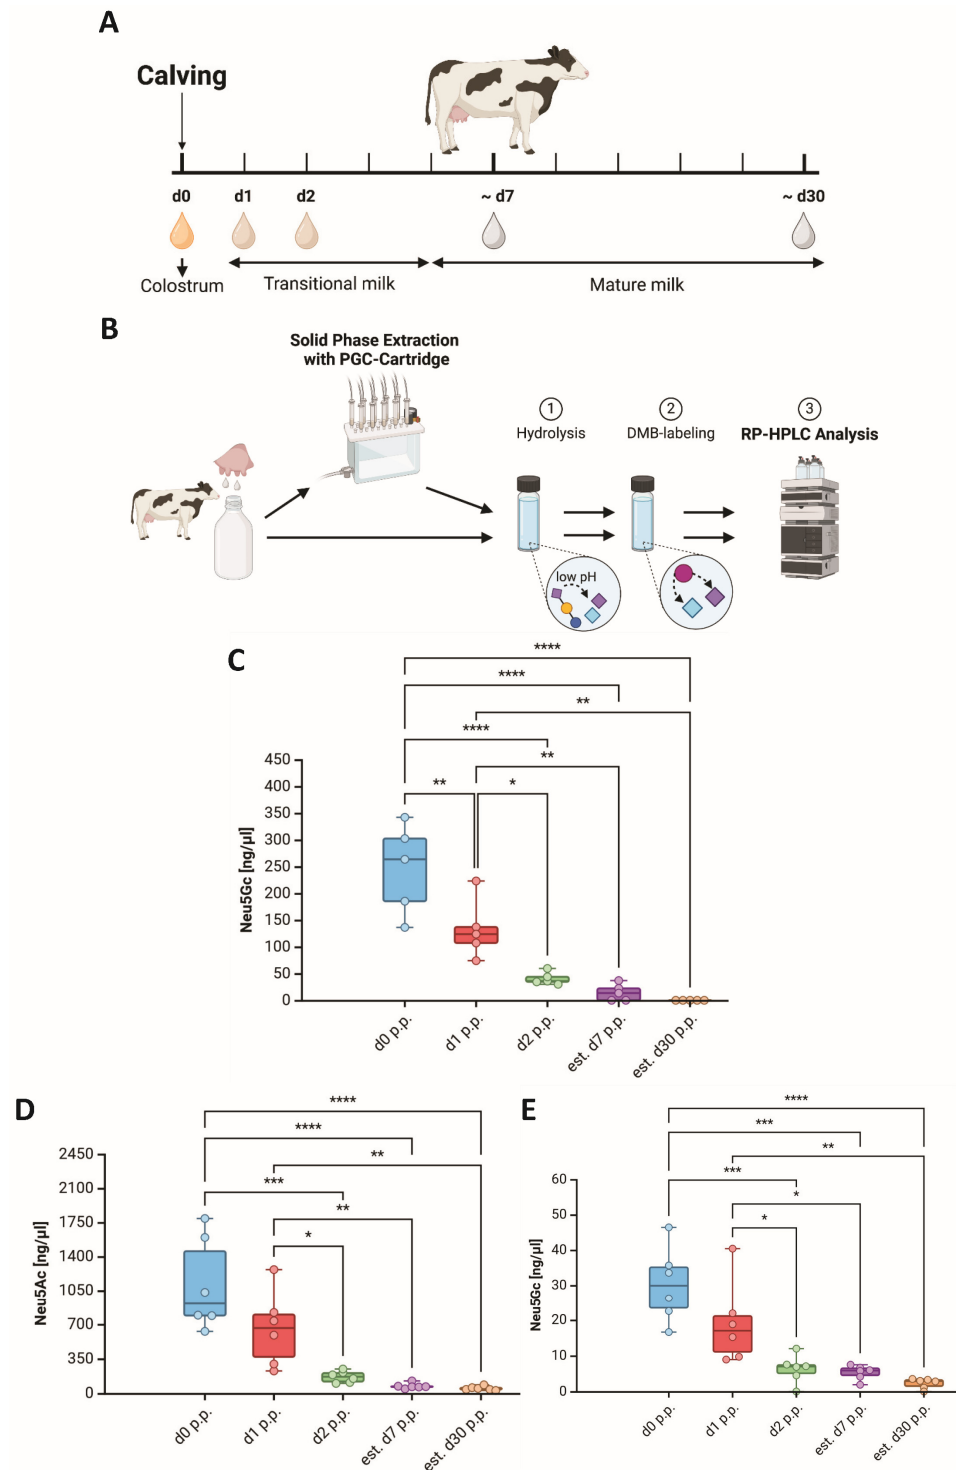 A
Calving
d0 d1 d2 ~ d7 ~ d30
Colostrum
Transitional milk
Mature milk
B
Solid Phase Extraction
with PGC-Cartridge
1 2 3
Hydrolysis DMB-labeling RP-HPLC Analysis
low pH
C
****
****
**
****
**
** *
450
400
350
300
250
200
150
100
50
0
Neu5Gc [ng/µl]
d0 p.p. d1 p.p. d2 p.p. est. d7 p.p. est. d30 p.p.
D
****
****
**
***
**
*
2450
2100
1750
1400
1050
700
350
0
Neu5Ac [ng/µl]
d0 p.p. d1 p.p. d2 p.p. est. d7 p.p. est. d30 p.p.
E
****
***
**
***
*
*
60
50
40
30
20
10
0
Neu5Gc [ng/µl]
d0 p.p. d1 p.p. d2 p.p. est. d7 p.p. est. d30 p.p.